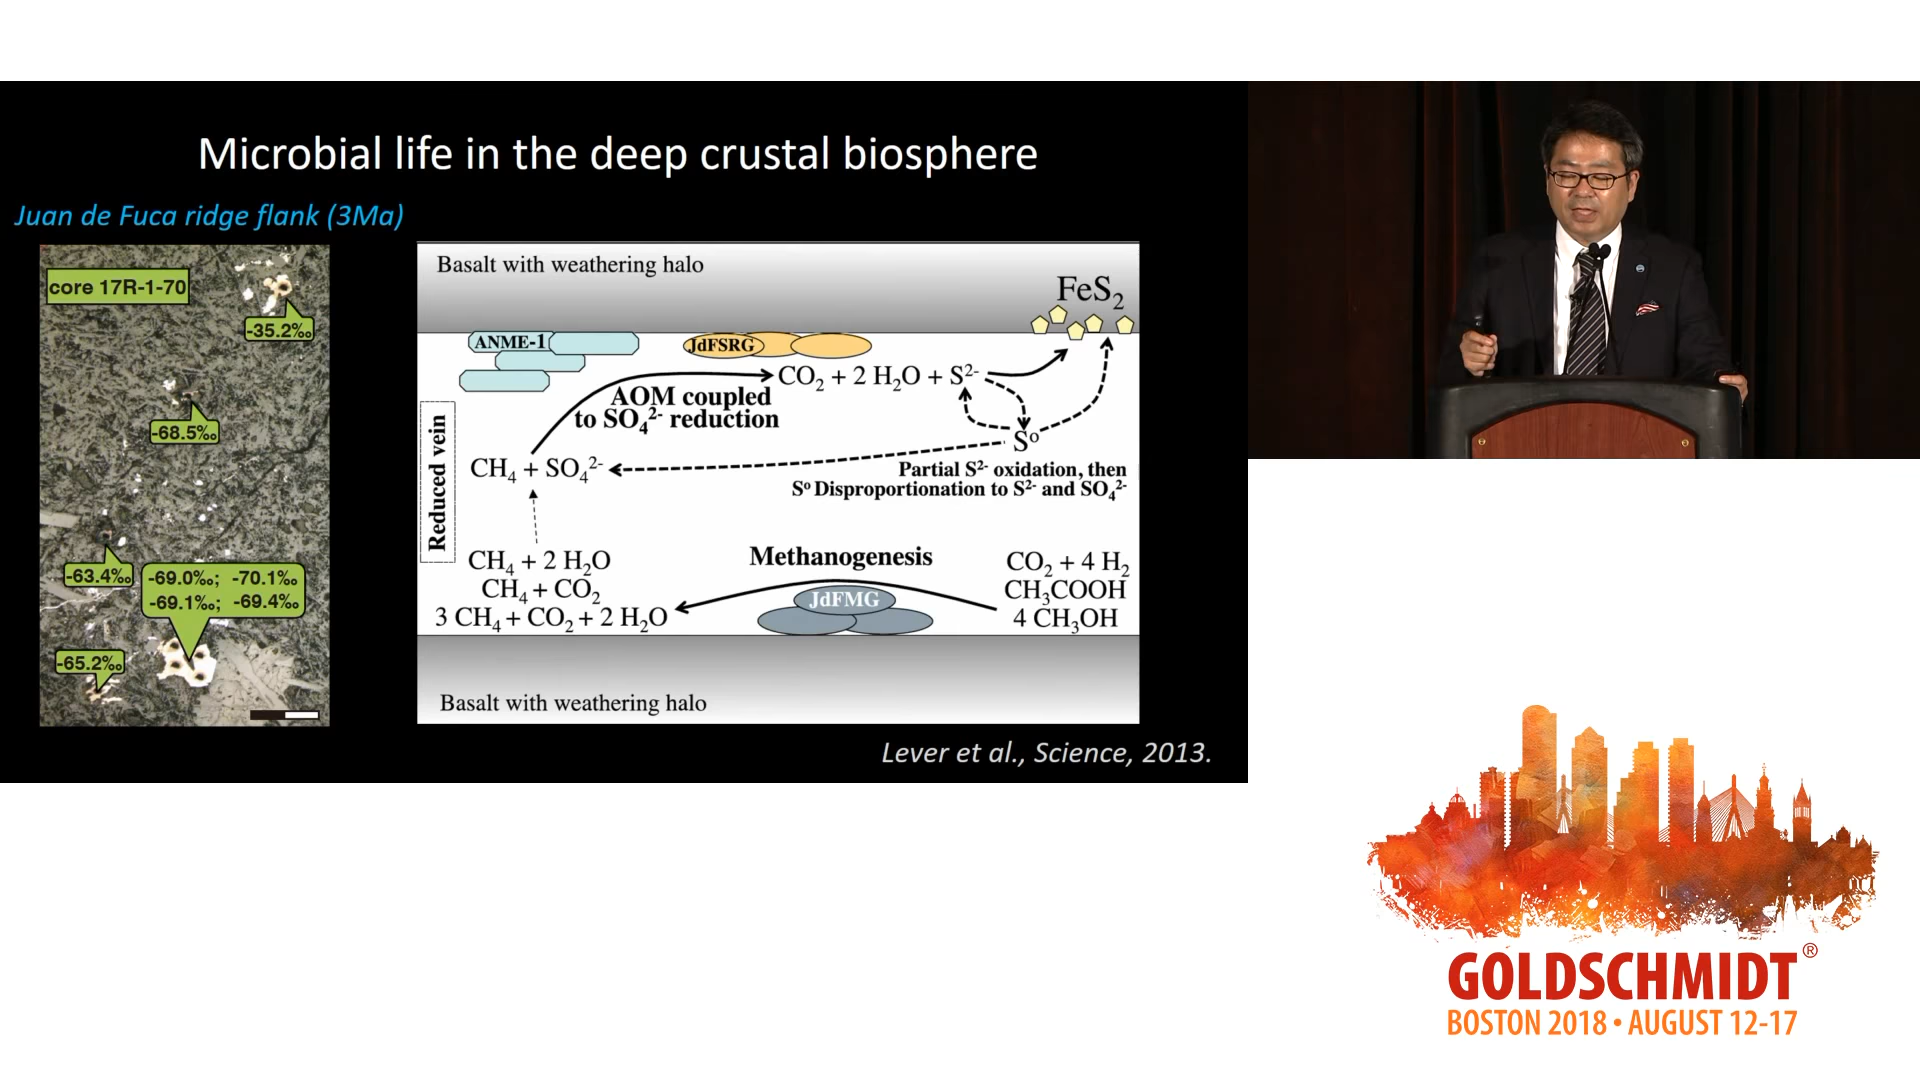 Microbial life in the deep crustal biosphere
Juan de Fuca ridge flank (3Ma)
core 17R-1-70
-35.2‰
-68.5‰
-63.4‰
-69.0‰; -70.1‰
-69.1‰; -69.4‰
-65.2‰
Basalt with weathering halo
FeS₂
ANME-1
JdFSRG
CO₂ + 2 H₂O + S²⁻
AOM coupled
to SO₄²⁻ reduction
S⁰
CH₄ + SO₄²⁻
Partial S²⁻ oxidation, then
S⁰ Disproportionation to S²⁻ and SO₄²⁻
Reduced vein
Methanogenesis
CH₄ + 2 H₂O
CH₄ + CO₂
3 CH₄ + CO₂ + 2 H₂O
JdFMG
CO₂ + 4 H₂
CH₃COOH
4 CH₃OH
Basalt with weathering halo
Lever et al., Science, 2013.
GOLDSCHMIDT®
BOSTON 2018 • AUGUST 12-17